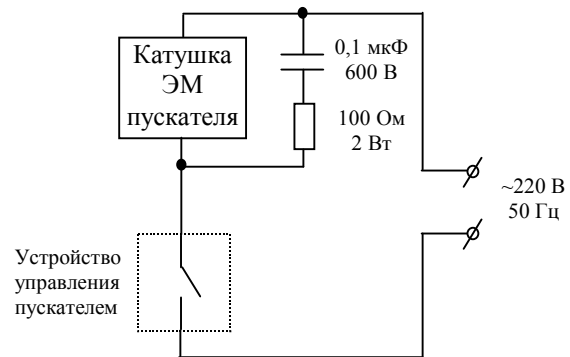 Катушка
ЭМ
пускателя
0,1 мкФ
600 В
100 Ом
2 Вт
~220 В
50 Гц
Устройство
управления
пускателем